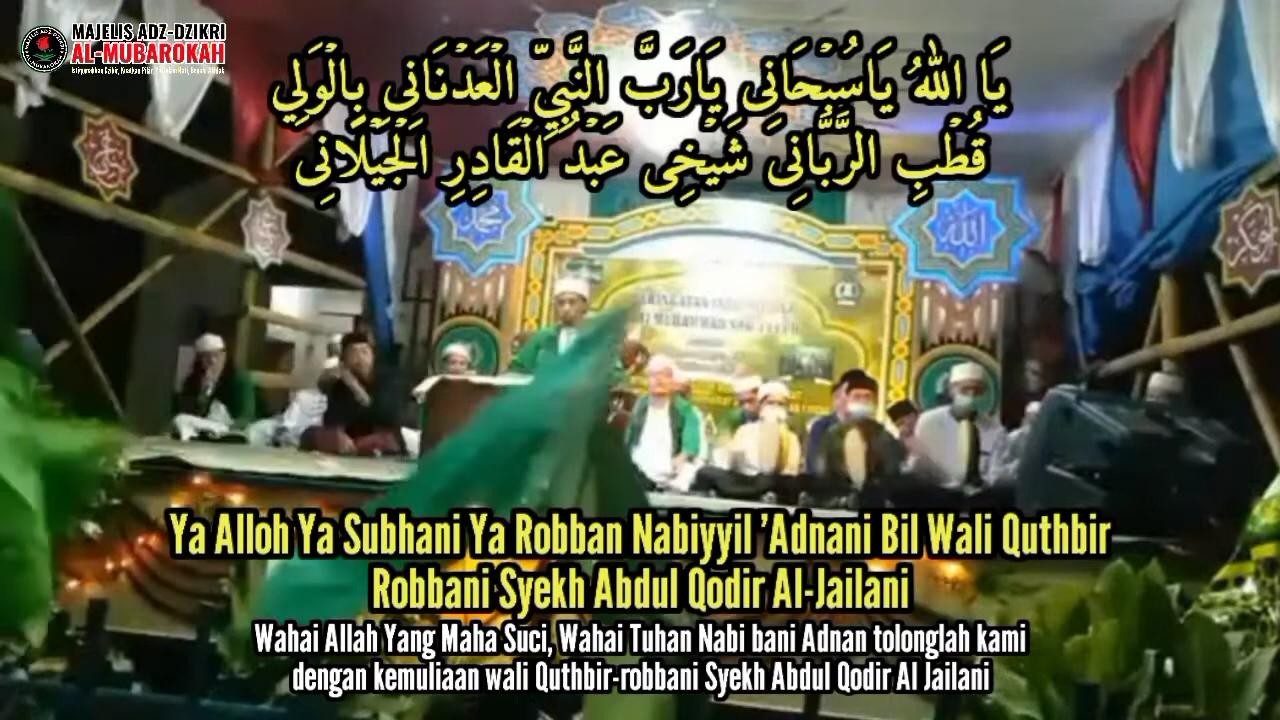 MAJELIS ADZ-DZIKRI
AL-MUBAROKAH
يَا اللهُ يَاسُبْحَانِي يَارَبَّ النَّبِيِّ الْعَدْنَانِي بِالْوَلِي
قُطْبِ الرَّبَّانِي شَيْخِى عَبْدُ الْقَادِرِ الْجَيْلَانِى
محمد
الله
Ya Alloh Ya Subhani Ya Robban Nabiyyil 'Adnani Bil Wali Quthbir
Robbani Syekh Abdul Qodir Al-Jailani
Wahai Allah Yang Maha Suci, Wahai Tuhan Nabi bani Adnan tolonglah kami
dengan kemuliaan wali Quthbir-robbani Syekh Abdul Qodir Al Jailani